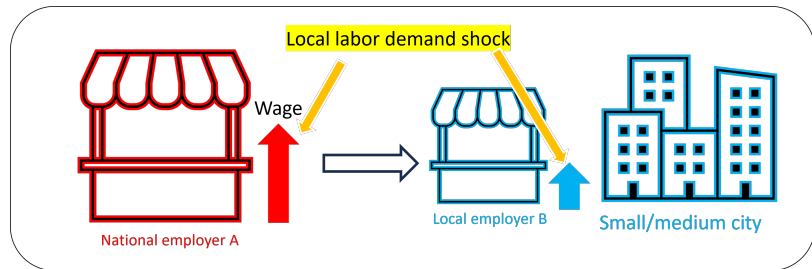 Local labor demand shock
Wage
National employer A
Local employer B
Small/medium city